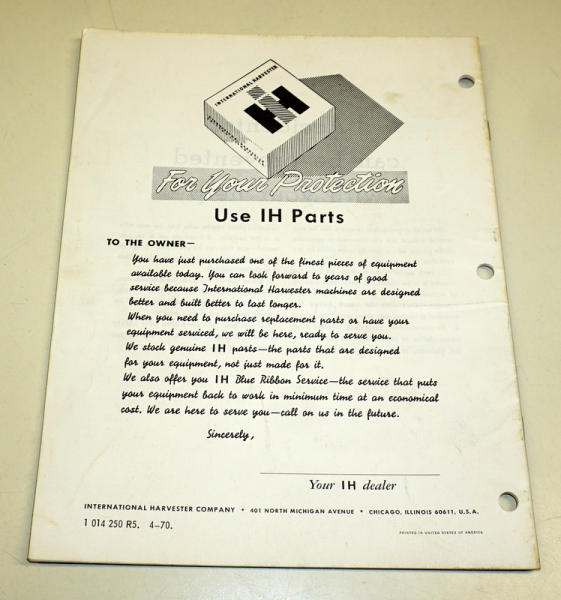 INTERNATIONAL HARVESTER
IH
For Your Protection
Use IH Parts
TO THE OWNER—
You have just purchased one of the finest pieces of equipment
available today. You can look forward to years of good
service because International Harvester machines are designed
better and built better to last longer.
When you need to purchase replacement parts or have your
equipment serviced, we will be here, ready to serve you.
We stock genuine IH parts—the parts that are designed
for your equipment, not just made for it.
We also offer you IH Blue Ribbon Service—the service that puts
your equipment back to work in minimum time at an economical
cost. We are here to serve you—call on us in the future.
Sincerely,
Your IH dealer
INTERNATIONAL HARVESTER COMPANY • 401 NORTH MICHIGAN AVENUE • CHICAGO, ILLINOIS 60611, U.S.A.
1 014 250 R5. 4-70.
PRINTED IN UNITED STATES OF AMERICA